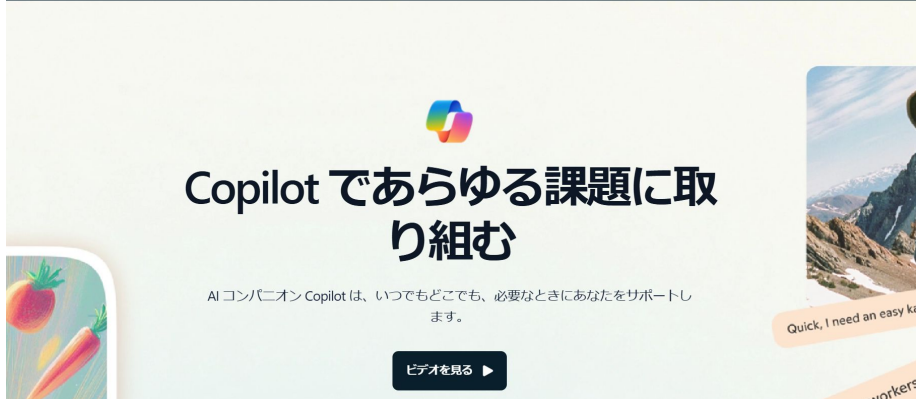 Copilot であらゆる課題に取
り組む
AI コンパニオン Copilot は、いつでもどこでも、必要なときにあなたをサポートし
ます。
ビデオを見る
Quick, I need an easy